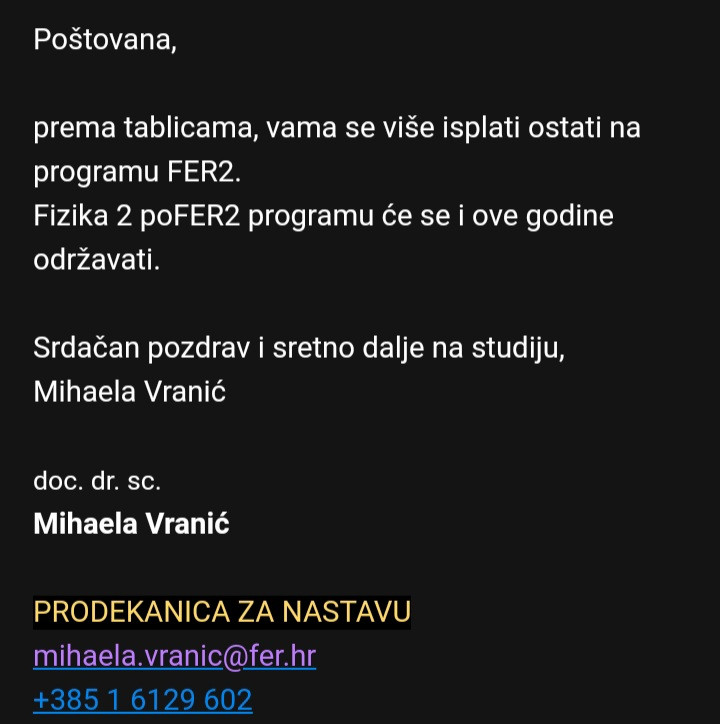 Poštovana,
prema tablicama, vama se više isplati ostati na
programu FER2.
Fizika 2 poFER2 programu će se i ove godine
održavati.
Srdačan pozdrav i sretno dalje na studiju,
Mihaela Vranić
doc. dr. sc.
Mihaela Vranić
PRODEKANICA ZA NASTAVU
mihaela.vranic@fer.hr
+385 1 6129 602